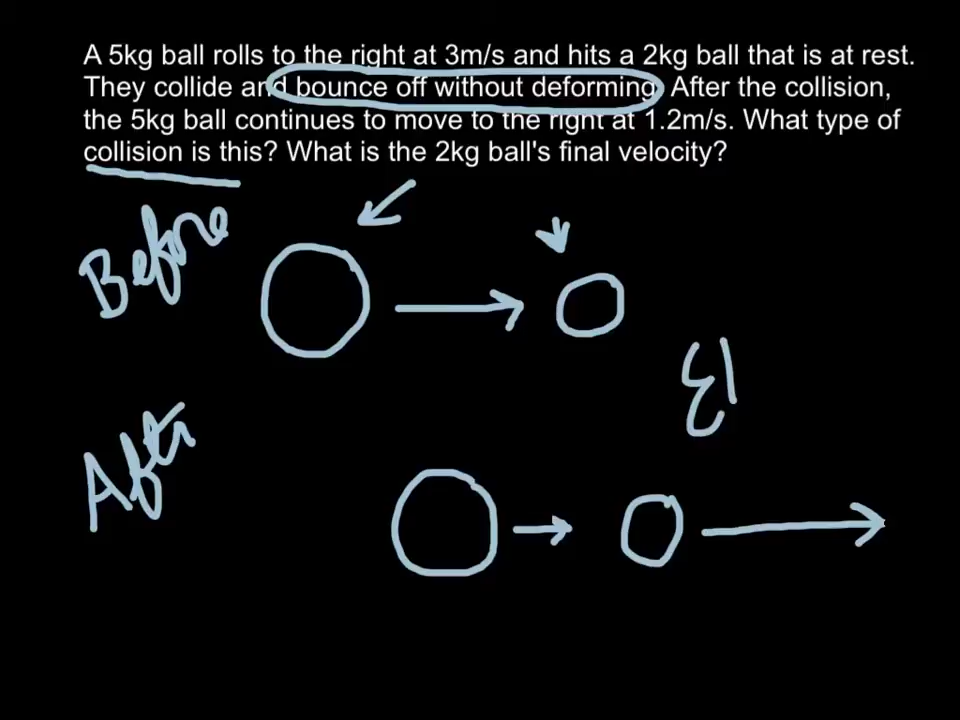 A 5kg ball rolls to the right at 3m/s and hits a 2kg ball that is at rest.
They collide and bounce off without deforming. After the collision,
the 5kg ball continues to move to the right at 1.2m/s. What type of
collision is this? What is the 2kg ball's final velocity?
Before
El
After